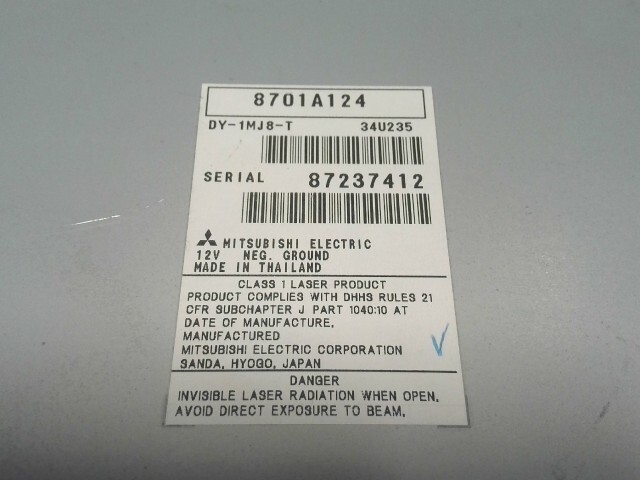 8701A124
DY-1MJ8-T 34U235
SERIAL 87237412
MITSUBISHI ELECTRIC
12V NEG. GROUND
MADE IN THAILAND
CLASS 1 LASER PRODUCT
PRODUCT COMPLIES WITH DHHS RULES 21
CFR SUBCHAPTER J PART 1040:10 AT
DATE OF MANUFACTURE.
MANUFACTURED
MITSUBISHI ELECTRIC CORPORATION
SANDA, HYOGO, JAPAN
DANGER
INVISIBLE LASER RADIATION WHEN OPEN.
AVOID DIRECT EXPOSURE TO BEAM.